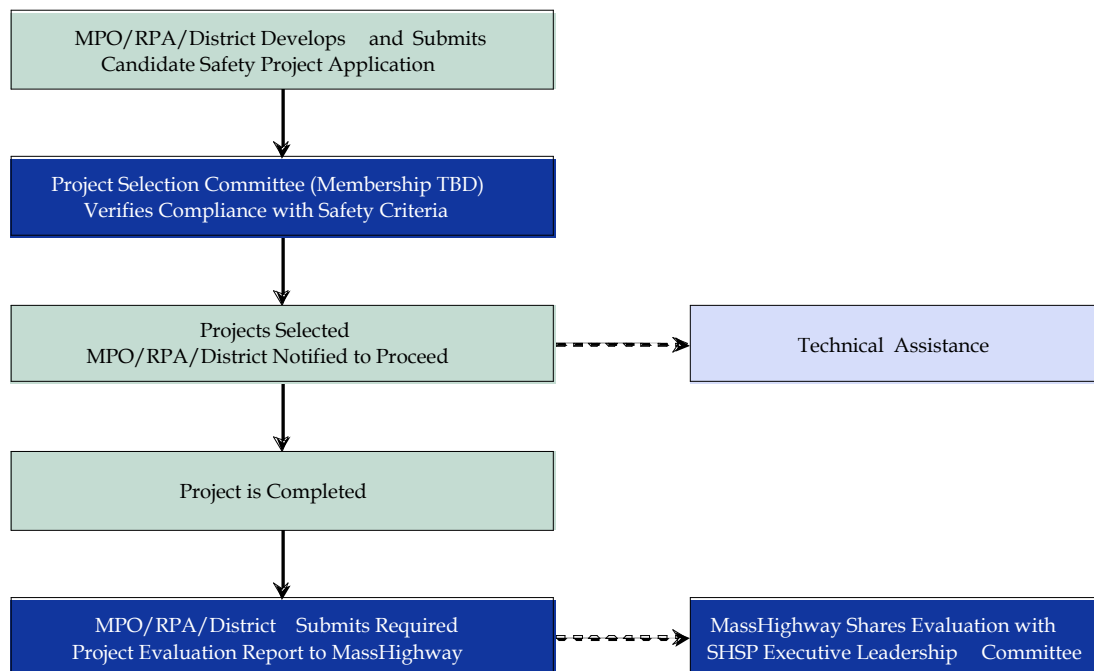 MPO/RPA/District Develops and Submits
Candidate Safety Project Application
Project Selection Committee (Membership TBD)
Verifies Compliance with Safety Criteria
Projects Selected
MPO/RPA/District Notified to Proceed
Technical Assistance
Project is Completed
MPO/RPA/District Submits Required
Project Evaluation Report to MassHighway
MassHighway Shares Evaluation with
SHSP Executive Leadership Committee